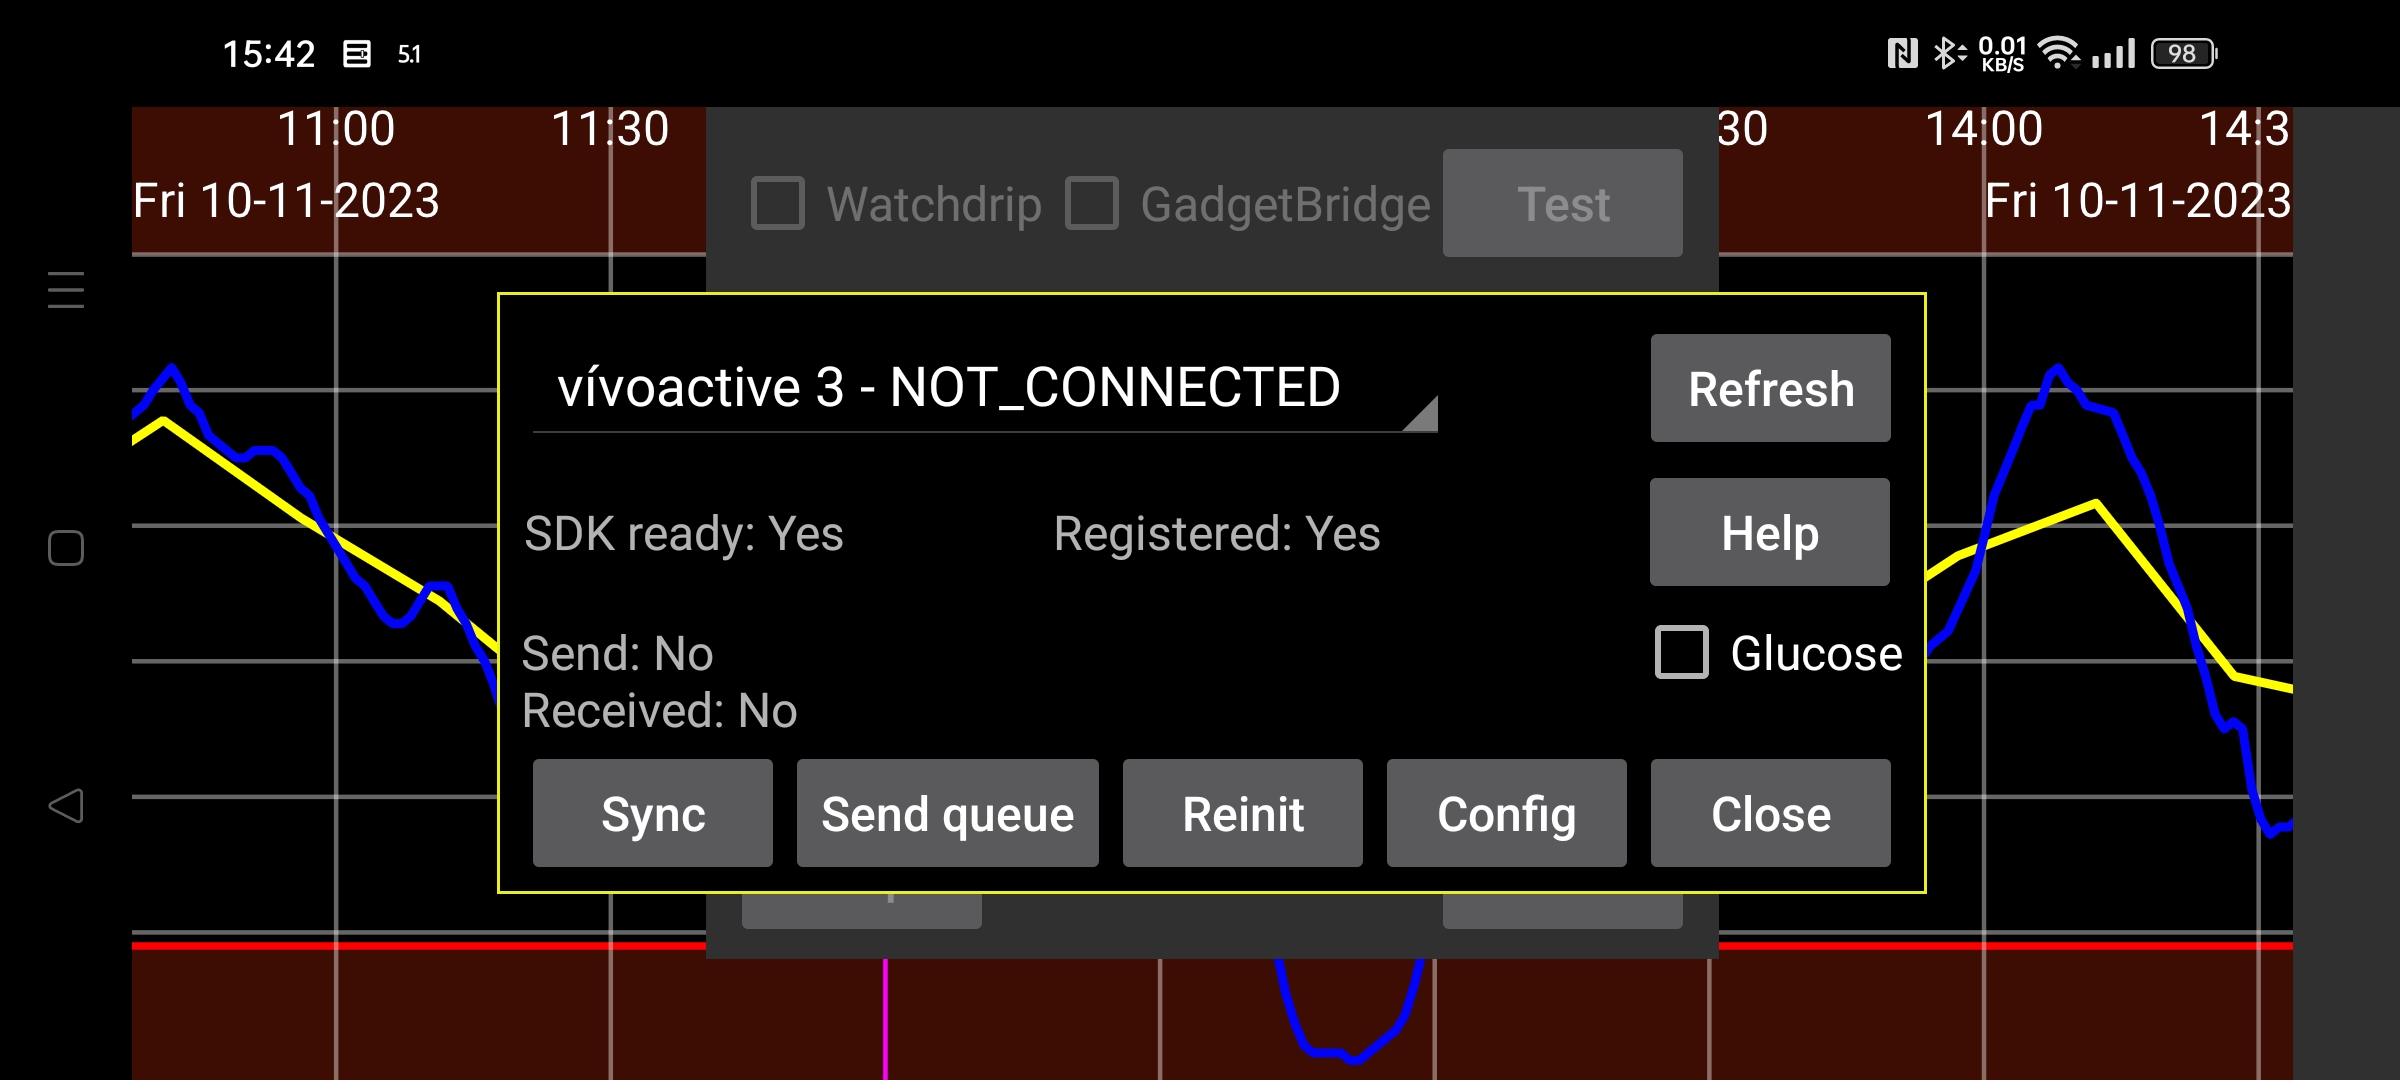 15:42 5.1 0.01 KB/S 98
11:00 11:30 30 14:00 14:3
Fri 10-11-2023 Fri 10-11-2023
Watchdrip GadgetBridge Test
vívoactive 3 - NOT_CONNECTED Refresh
SDK ready: Yes Registered: Yes Help
Send: No Glucose
Received: No
Sync Send queue Reinit Config Close